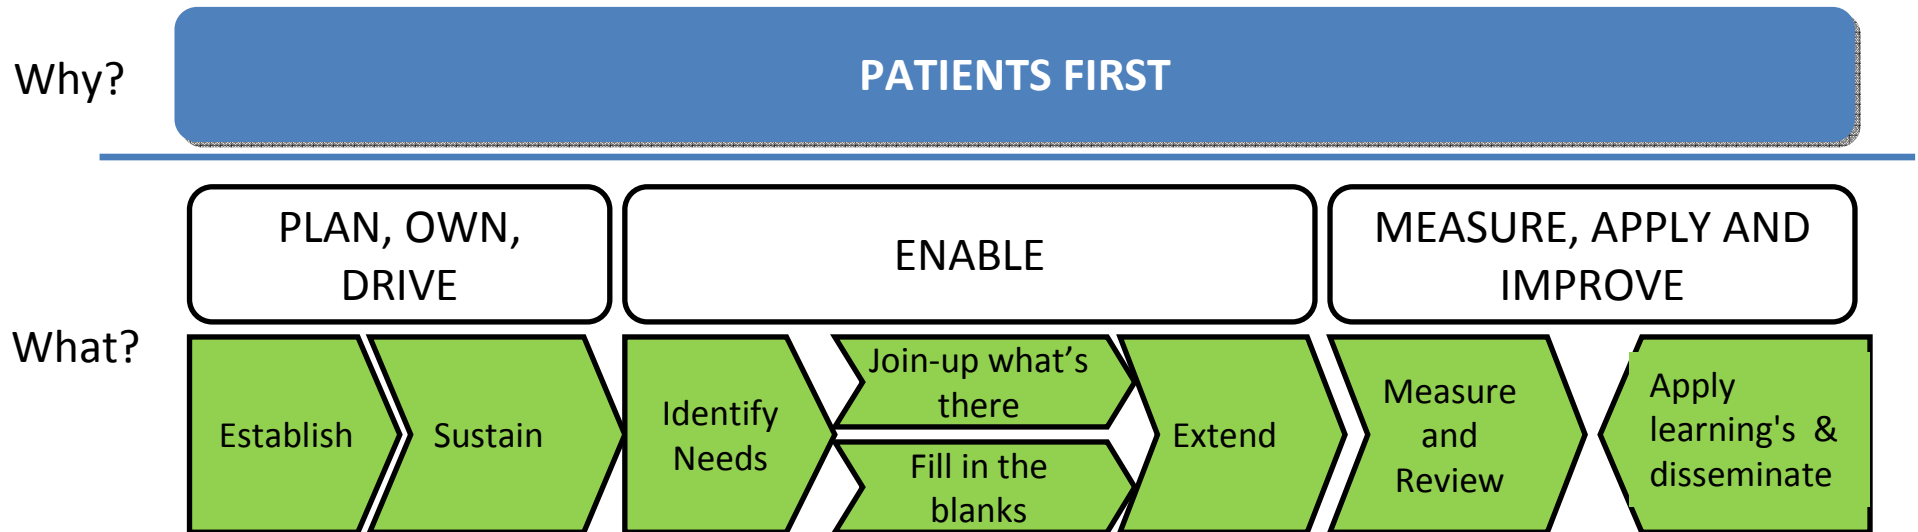 Why?
PATIENTS FIRST
What?
PLAN, OWN,
DRIVE
ENABLE
MEASURE, APPLY AND
IMPROVE
Establish
Sustain
Identify
Needs
Join-up what’s
there
Fill in the
blanks
Extend
Measure
and
Review
Apply
learning's &
disseminate